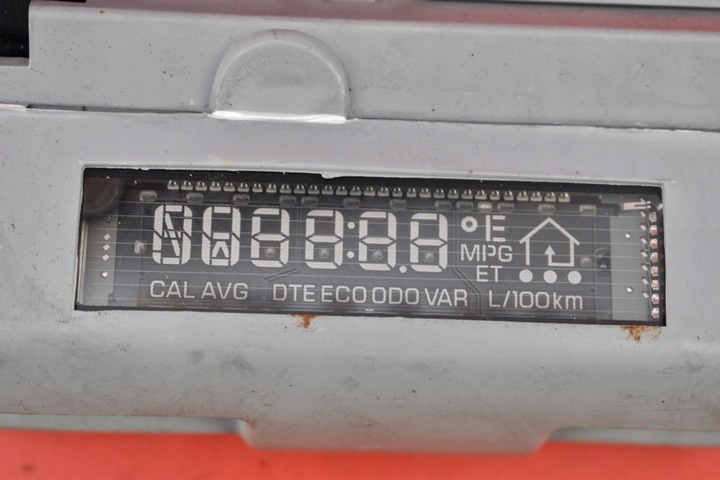 °E
MPG
ET
CAL AVG DTE ECO ODO VAR L/100km